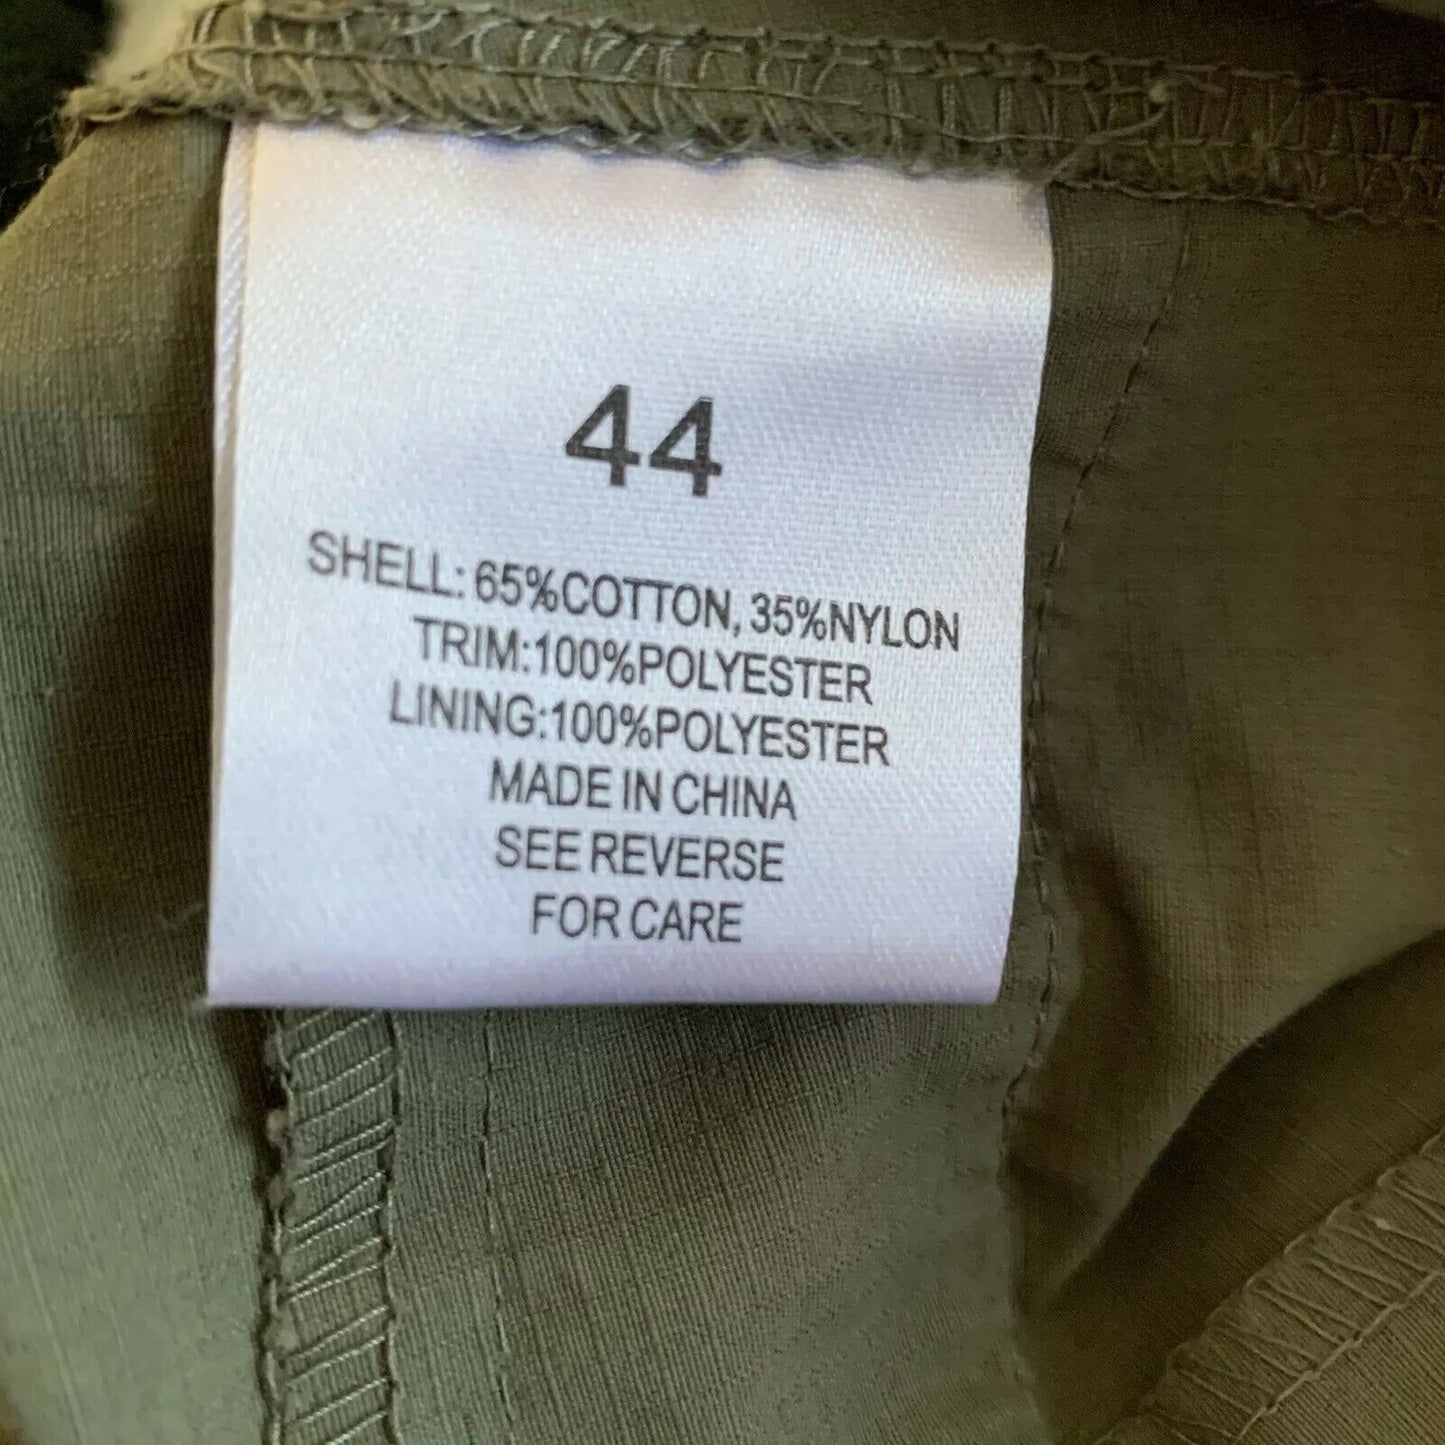 44
SHELL: 65%COTTON, 35%NYLON
TRIM:100%POLYESTER
LINING:100%POLYESTER
MADE IN CHINA
SEE REVERSE
FOR CARE